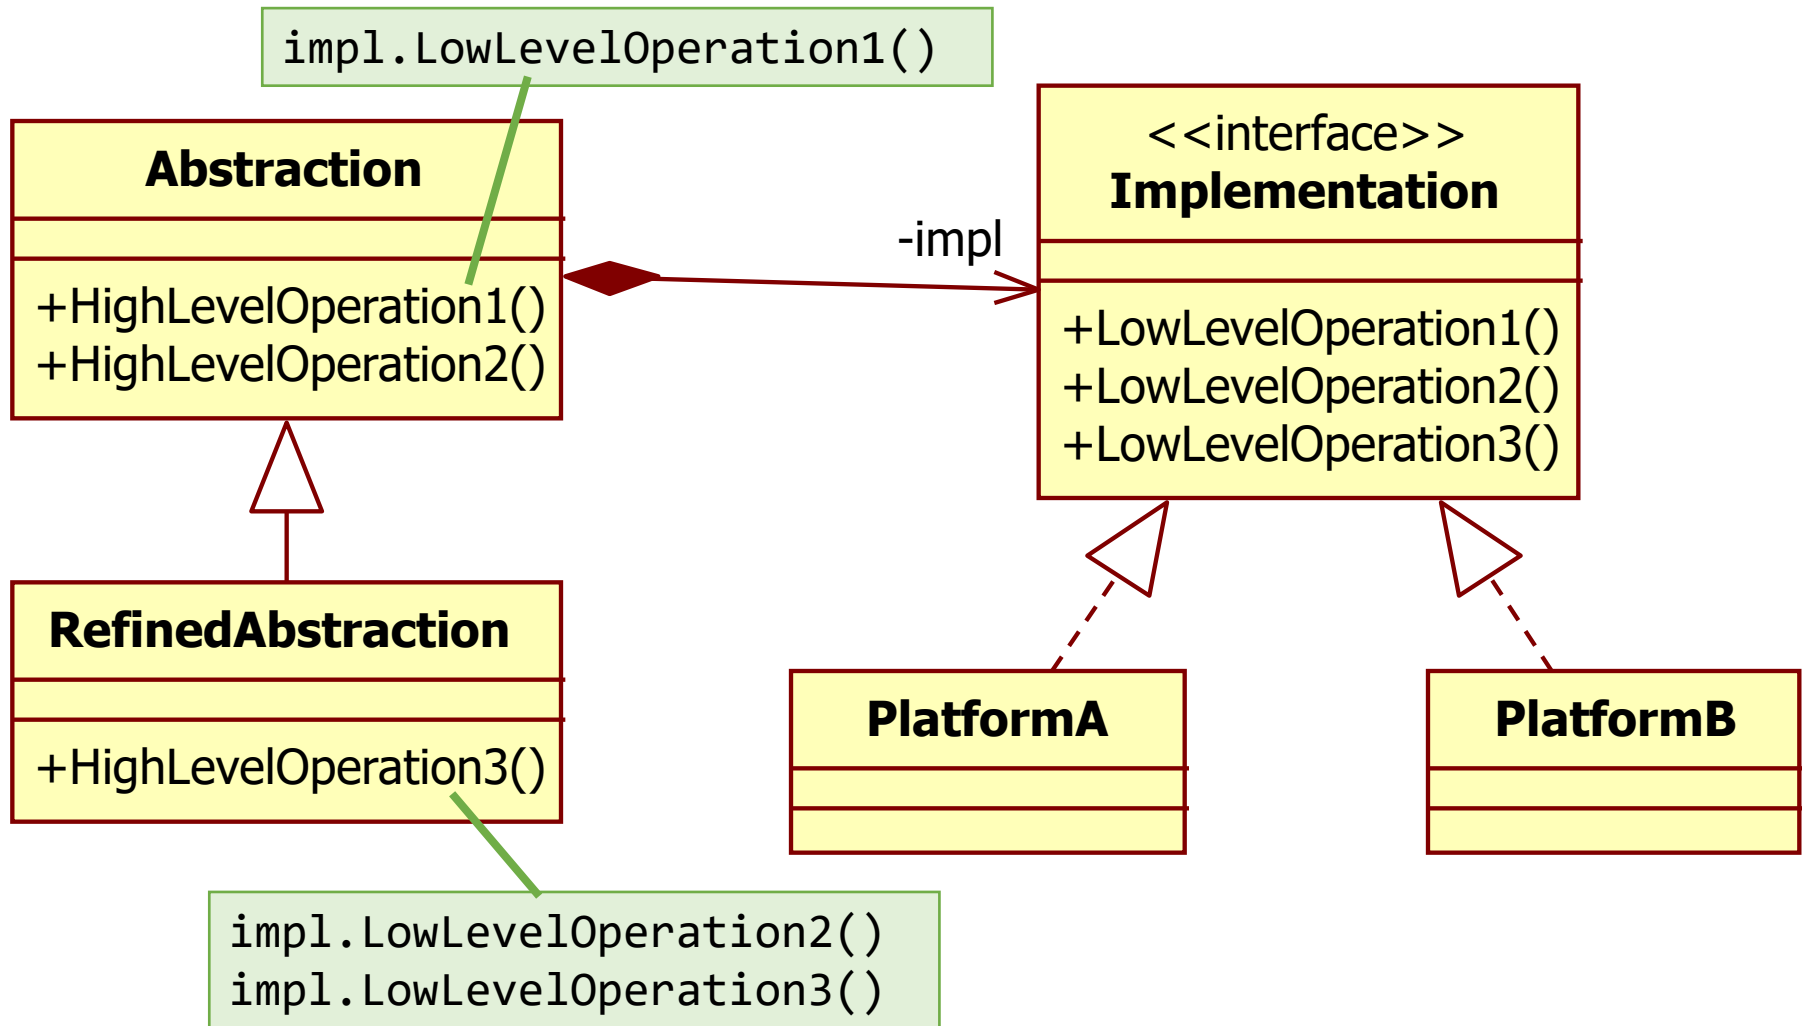 impl.LowLevelOperation1()
Abstraction
+HighLevelOperation1()
+HighLevelOperation2()
-impl
<<interface>>
Implementation
+LowLevelOperation1()
+LowLevelOperation2()
+LowLevelOperation3()
RefinedAbstraction
+HighLevelOperation3()
PlatformA
PlatformB
impl.LowLevelOperation2()
impl.LowLevelOperation3()